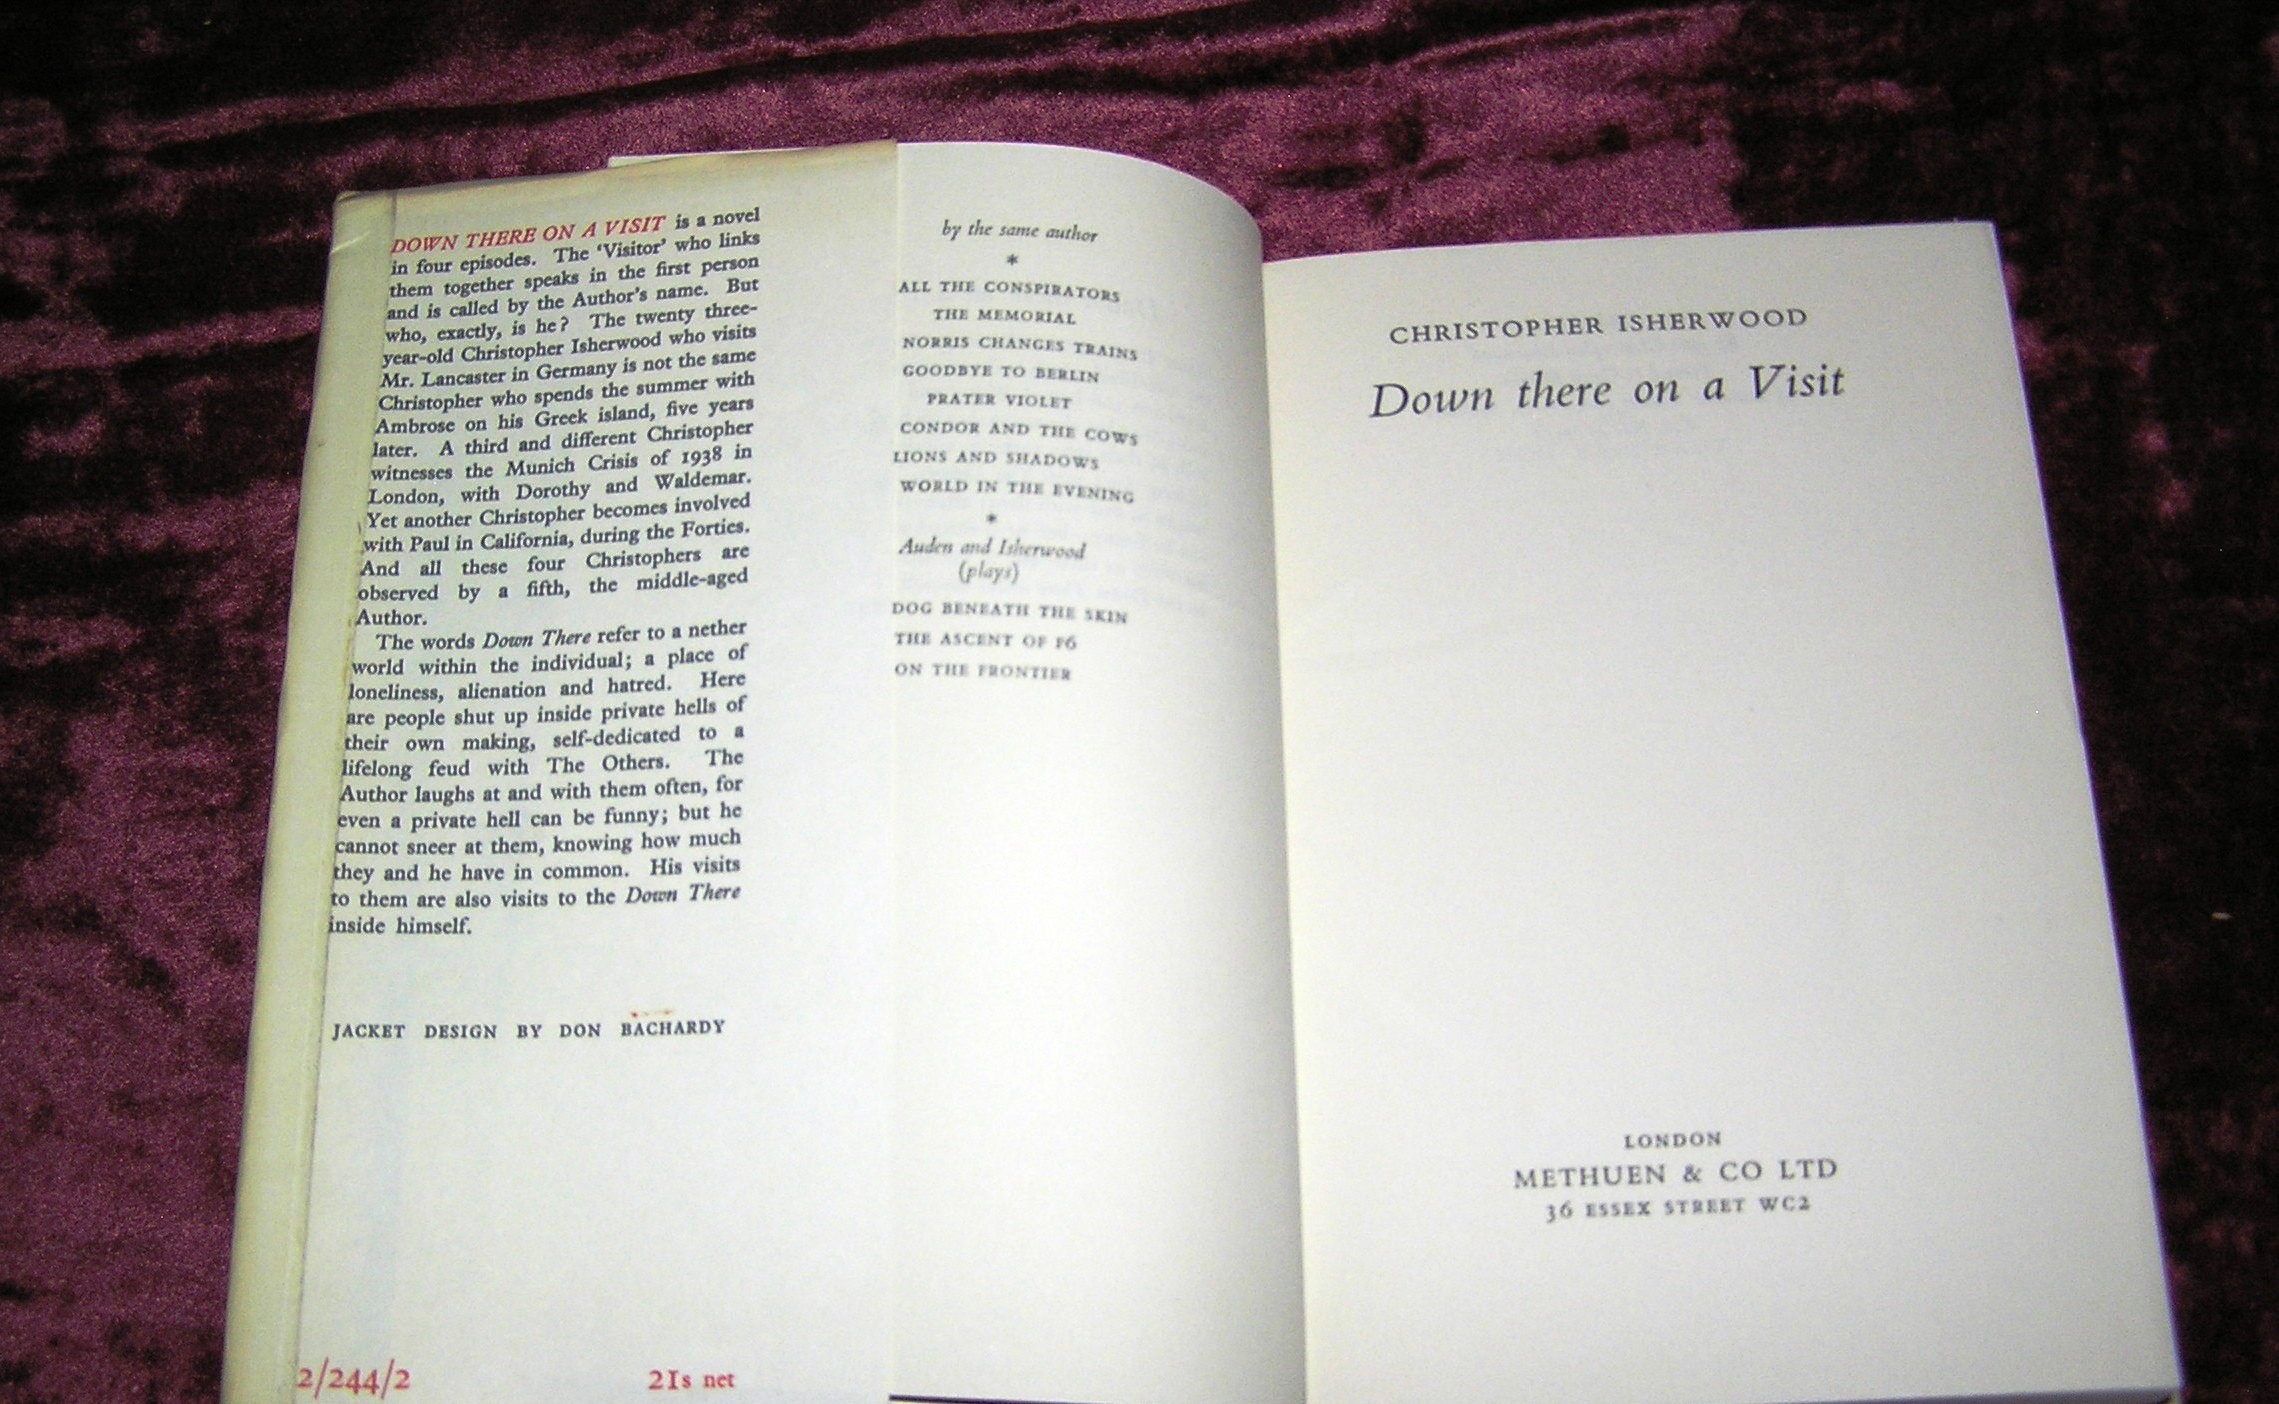 DOWN THERE ON A VISIT is a novel
in four episodes. The 'Visitor' who links
them together speaks in the first person
and is called by the Author's name. But
who, exactly, is he? The twenty three-
year-old Christopher Isherwood who visits
Mr. Lancaster in Germany is not the same
Christopher who spends the summer with
Ambrose on his Greek island, five years
later. A third and different Christopher
witnesses the Munich Crisis of 1938 in
London, with Dorothy and Waldemar.
Yet another Christopher becomes involved
with Paul in California, during the Forties.
And all these four Christophers are
observed by a fifth, the middle-aged
Author.
The words Down There refer to a nether
world within the individual; a place of
loneliness, alienation and hatred. Here
are people shut up inside private hells of
their own making, self-dedicated to a
lifelong feud with The Others. The
Author laughs at and with them often, for
even a private hell can be funny; but he
cannot sneer at them, knowing how much
they and he have in common. His visits
to them are also visits to the Down There
inside himself.
JACKET DESIGN BY DON BACHARDY
2/244/2
21s net
by the same author
*
ALL THE CONSPIRATORS
THE MEMORIAL
NORRIS CHANGES TRAINS
GOODBYE TO BERLIN
PRATER VIOLET
CONDOR AND THE COWS
LIONS AND SHADOWS
WORLD IN THE EVENING
*
Auden and Isherwood
(plays)
DOG BENEATH THE SKIN
THE ASCENT OF F6
ON THE FRONTIER
CHRISTOPHER ISHERWOOD
Down there on a Visit
LONDON
METHUEN & CO LTD
36 ESSEX STREET WC2